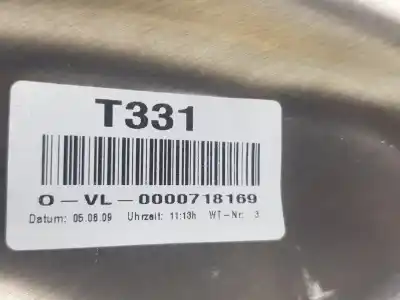 T331
O-VL-0000718169
Datum: 05.08.09 Uhrzeit: 11:13h WT-Nr: 3